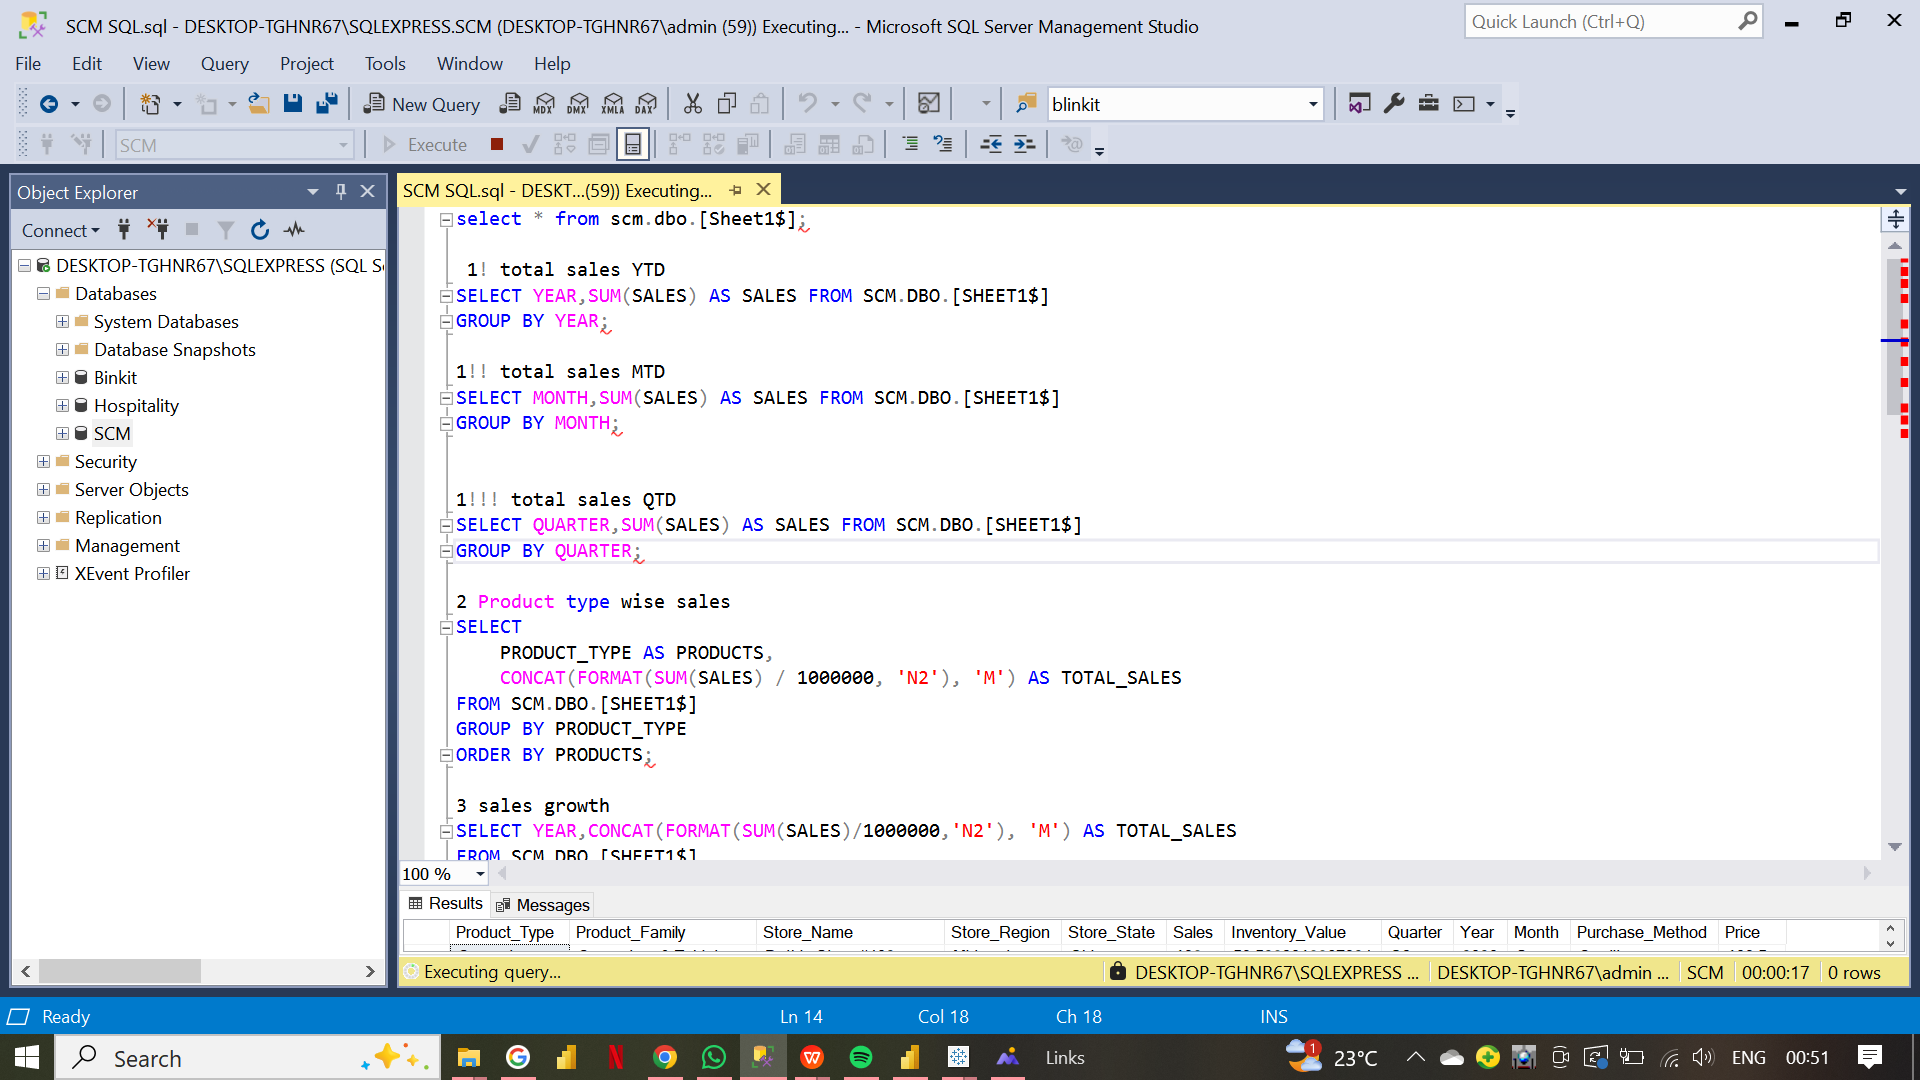 SCM SQL.sql - DESKTOP-TGHNR67\SQLEXPRESS.SCM (DESKTOP-TGHNR67\admin (59)) Executing... - Microsoft SQL Server Management Studio
Quick Launch (Ctrl+Q)
File Edit View Query Project Tools Window Help
New Query MDX DMX XMLA DAX blinkit
SCM Execute
Object Explorer
Connect
DESKTOP-TGHNR67\SQLEXPRESS (SQL S
Databases
System Databases
Database Snapshots
Binkit
Hospitality
SCM
Security
Server Objects
Replication
Management
XEvent Profiler
SCM SQL.sql - DESKT...(59)) Executing...
select * from scm.dbo.[Sheet1$];
1! total sales YTD
SELECT YEAR,SUM(SALES) AS SALES FROM SCM.DBO.[SHEET1$]
GROUP BY YEAR;
1!! total sales MTD
SELECT MONTH,SUM(SALES) AS SALES FROM SCM.DBO.[SHEET1$]
GROUP BY MONTH;
1!!! total sales QTD
SELECT QUARTER,SUM(SALES) AS SALES FROM SCM.DBO.[SHEET1$]
GROUP BY QUARTER;
2 Product type wise sales
SELECT
PRODUCT_TYPE AS PRODUCTS,
CONCAT(FORMAT(SUM(SALES) / 1000000, 'N2'), 'M') AS TOTAL_SALES
FROM SCM.DBO.[SHEET1$]
GROUP BY PRODUCT_TYPE
ORDER BY PRODUCTS;
3 sales growth
SELECT YEAR,CONCAT(FORMAT(SUM(SALES)/1000000,'N2'), 'M') AS TOTAL_SALES
FROM SCM.DBO.[SHEET1$]
100 %
Results Messages
Product_Type Product_Family Store_Name Store_Region Store_State Sales Inventory_Value Quarter Year Month Purchase_Method Price
Executing query... DESKTOP-TGHNR67\SQLEXPRESS ... DESKTOP-TGHNR67\admin ... SCM 00:00:17 0 rows
Ready Ln 14 Col 18 Ch 18 INS
Search Links 1 23°C ENG 00:51